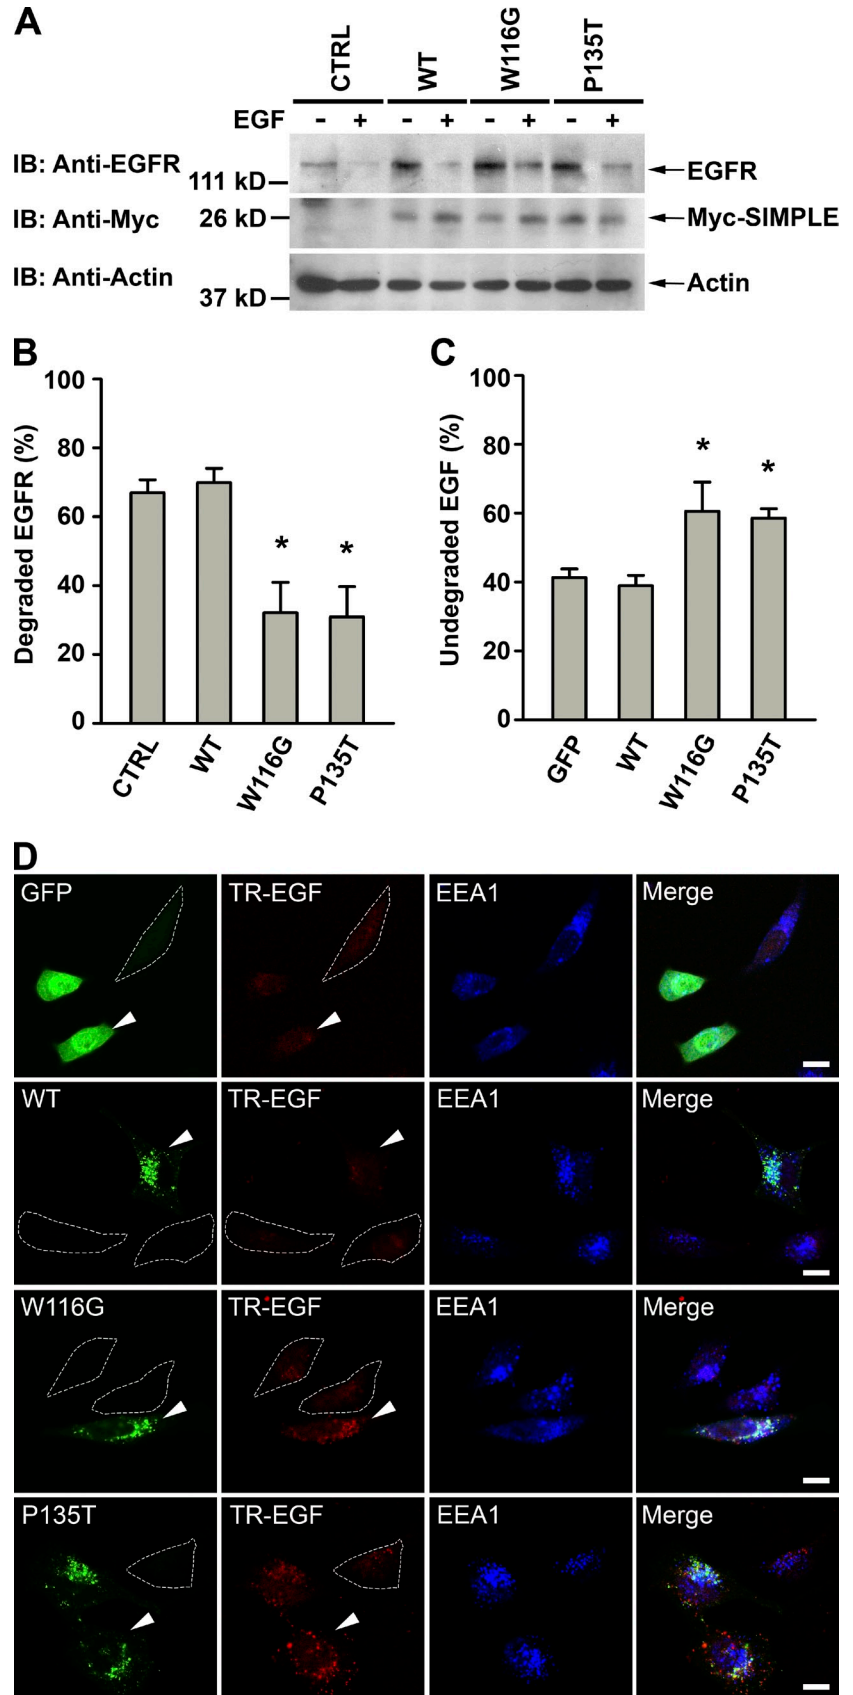 A
CTRL WT W116G P135T
EGF - + - + - + - +
IB: Anti-EGFR 111 kD EGFR
IB: Anti-Myc 26 kD Myc-SIMPLE
IB: Anti-Actin 37 kD Actin
B
Degraded EGFR (%)
100
80
60
40
20
0
CTRL WT W116G P135T
* *
C
Undegraded EGF (%)
100
80
60
40
20
0
GFP WT W116G P135T
* *
D
GFP TR-EGF EEA1 Merge
WT TR-EGF EEA1 Merge
W116G TR-EGF EEA1 Merge
P135T TR-EGF EEA1 Merge